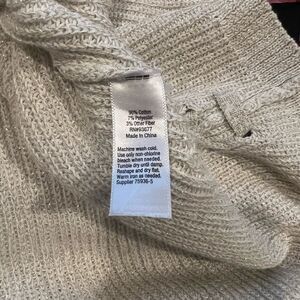 90% Cotton
7% Polyester
3% Other Fiber
RN#93677
Made in China
Machine wash cold.
Use only non-chlorine
bleach when needed.
Tumble dry until damp.
Reshape and dry flat.
Warm iron as needed.
Supplier 75936-5